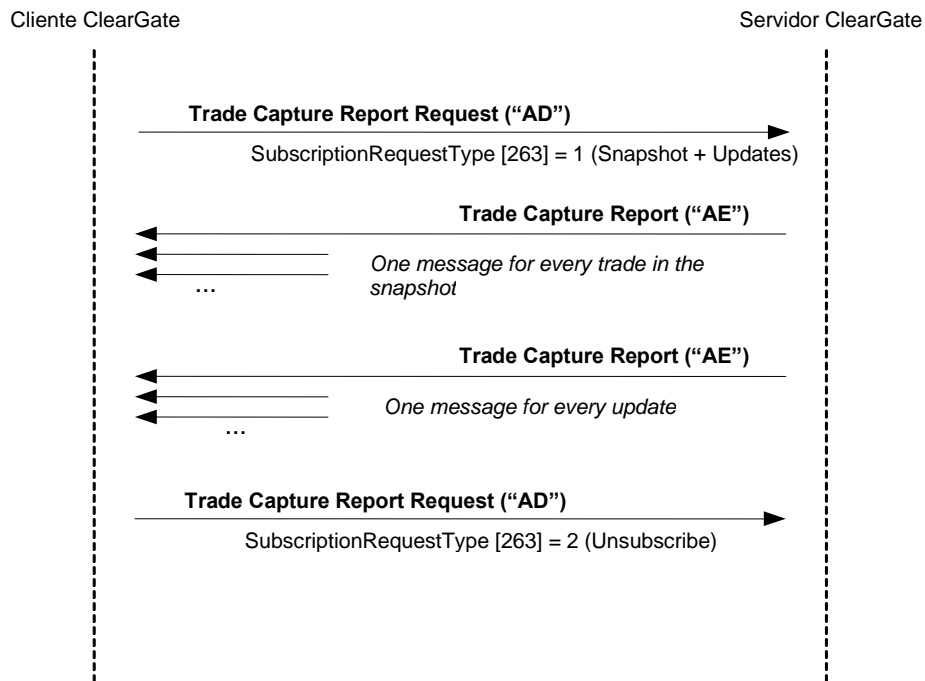 Cliente ClearGate
Servidor ClearGate
Trade Capture Report Request (“AD”)
SubscriptionRequestType [263] = 1 (Snapshot + Updates)
Trade Capture Report (“AE”)
One message for every trade in the
snapshot
...
Trade Capture Report (“AE”)
One message for every update
...
Trade Capture Report Request (“AD”)
SubscriptionRequestType [263] = 2 (Unsubscribe)